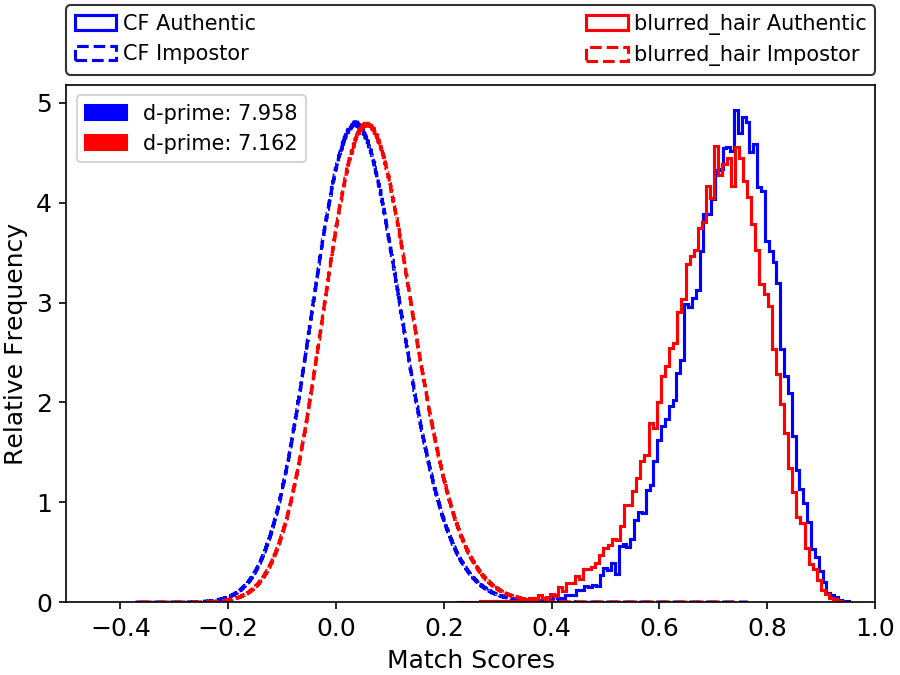 CF Authentic
CF Impostor
blurred_hair Authentic
blurred_hair Impostor
d-prime: 7.958
d-prime: 7.162
5
4
3
2
1
0
Relative Frequency
−0.4 −0.2 0.0 0.2 0.4 0.6 0.8 1.0
Match Scores